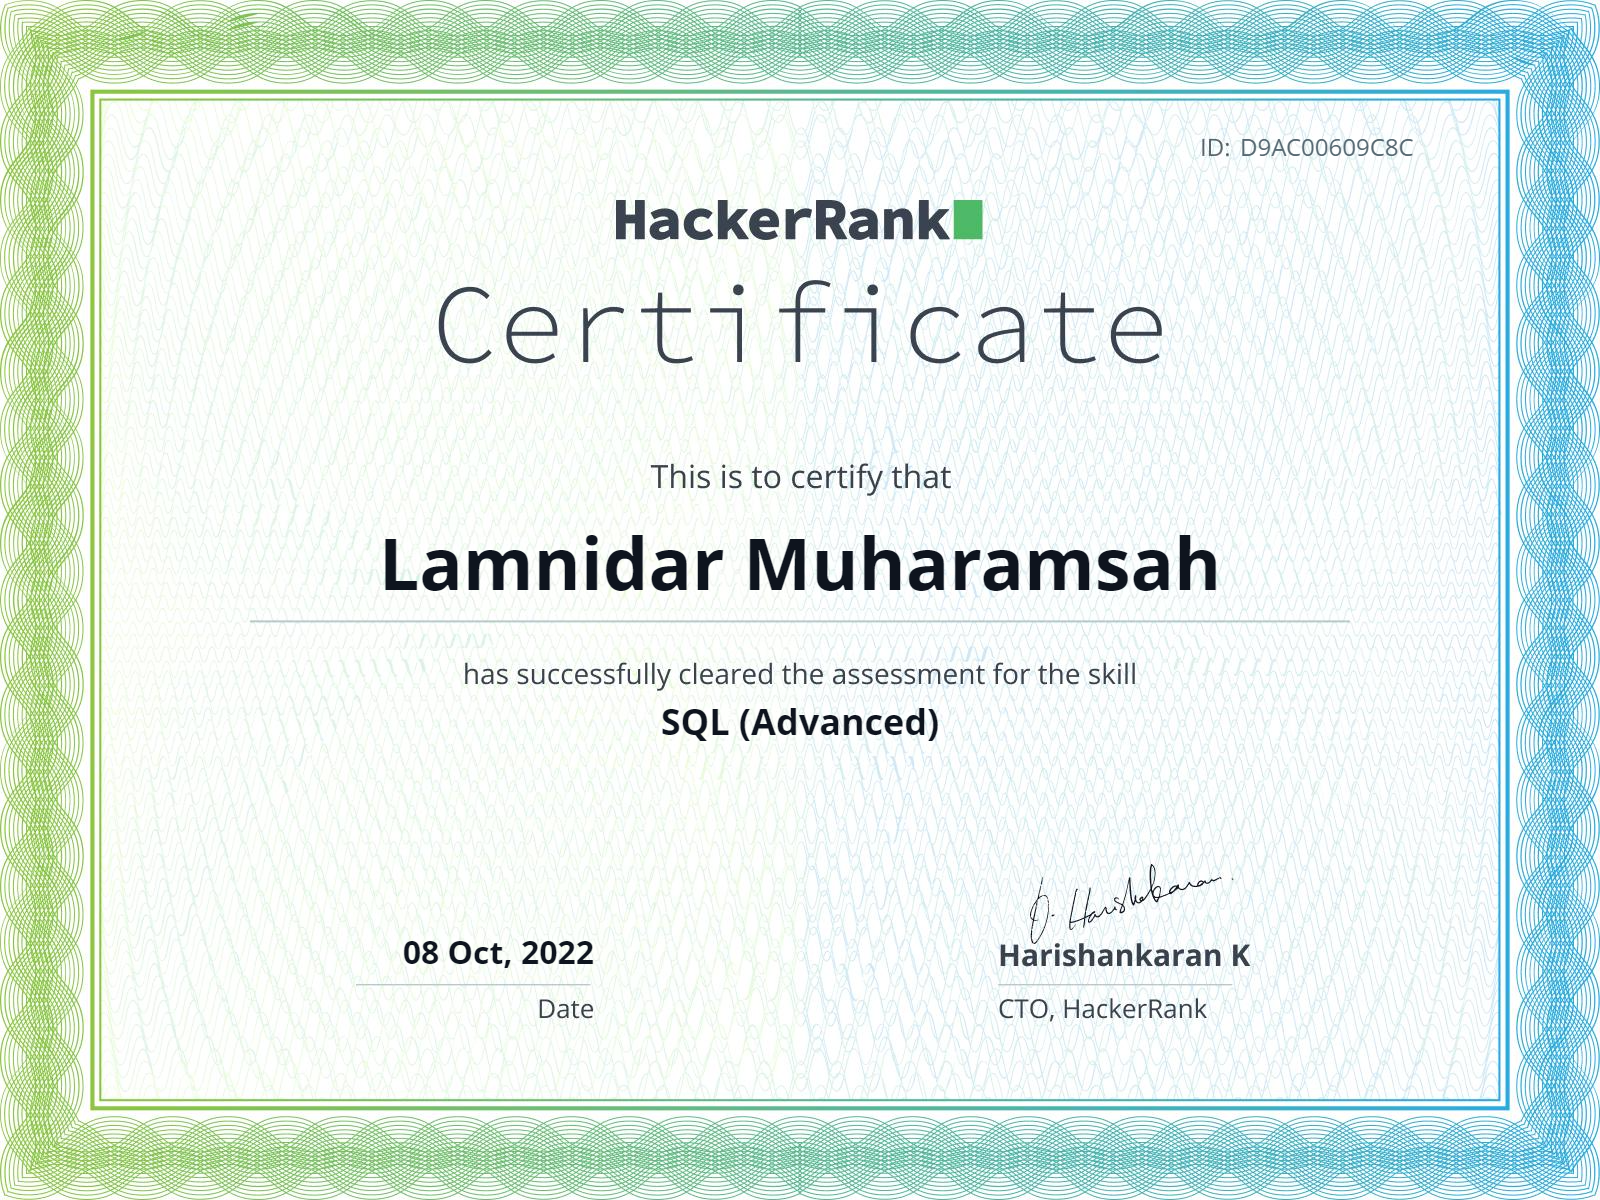 ID: D9AC00609C8C
HackerRank
Certificate
This is to certify that
Lamnidar Muharamsah
has successfully cleared the assessment for the skill
SQL (Advanced)
08 Oct, 2022
Date
Harishankaran K
CTO, HackerRank